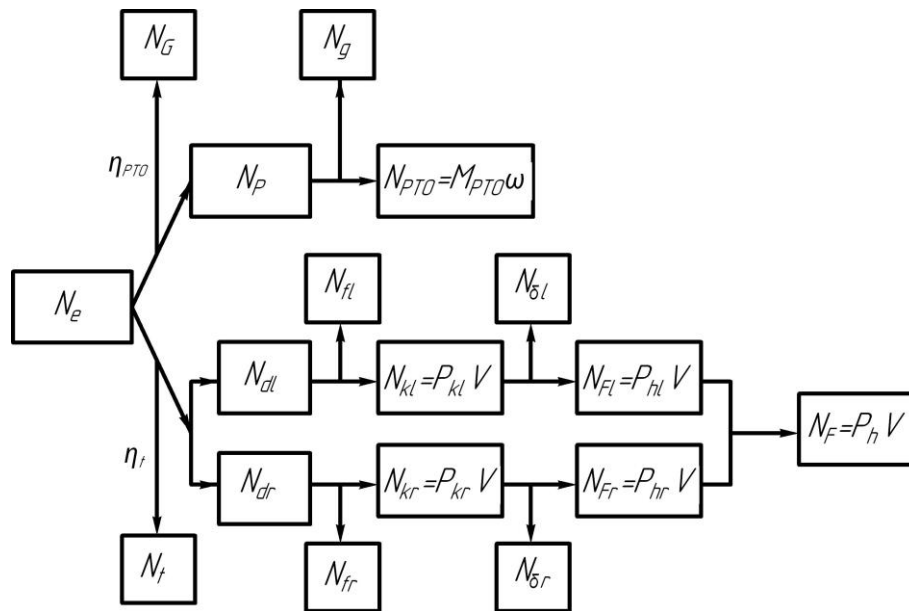 N_G
N_g
η_PTO
N_P
N_PTO=M_PTOω
N_e
N_fl
N_δl
N_dl
N_kl=P_kl V
N_Fl=P_hl V
N_F=P_h V
η_t
N_dr
N_kr=P_kr V
N_Fr=P_hr V
N_t
N_fr
N_δr